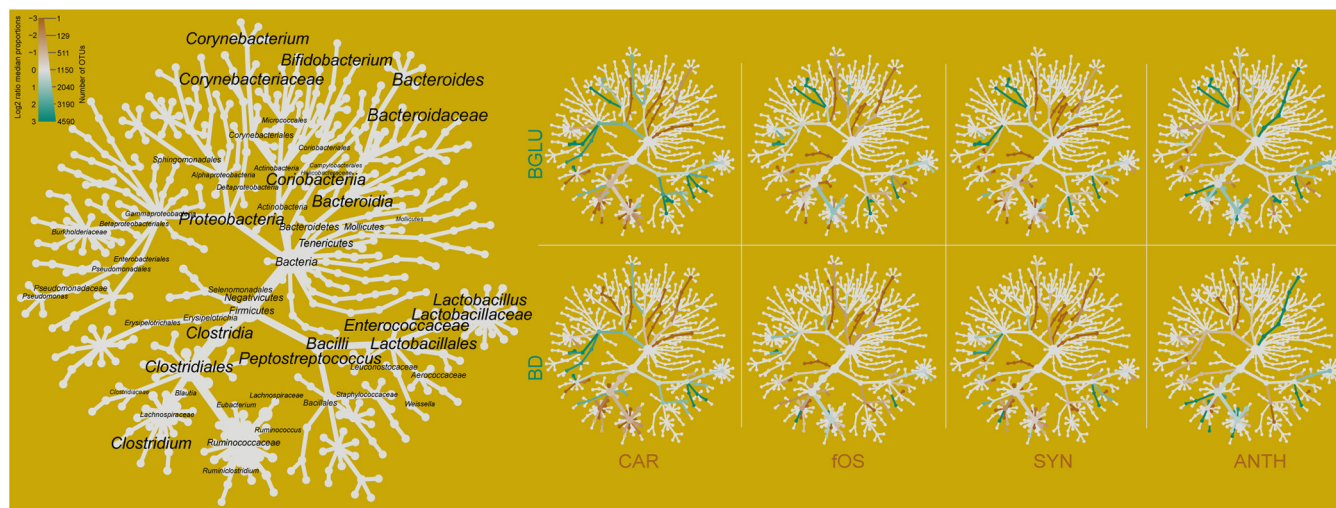 −3
1
−2
129
−1
511
0
1150
1
2040
2
3190
3
4590
Log2 ratio median proportions
Number of OTUs
Corynebacterium
Bifidobacterium
Corynebacteriaceae
Bacteroides
Bacteroidaceae
Micrococcales
Corynebacteriales
Coriobacteriales
Sphingomonadales
Actinobacteria
Campylobacterales
Alphaproteobacteria
Helicobacteraceae
Coriobacteriia
Deltaproteobacteria
Bacteroidia
Actinobacteria
Gammaproteobacteria
Proteobacteria
Mollicutes
Betaproteobacteriales
Bacteroidetes
Mollicutes
Burkholderiaceae
Tenericutes
Enterobacteriales
Bacteria
Pseudomonadales
Pseudomonadaceae
Selenomonadales
Pseudomonas
Negativicutes
Lactobacillus
Firmicutes
Lactobacillaceae
Erysipelotrichia
Erysipelotrichales
Enterococcaceae
Clostridia
Bacilli
Lactobacillales
Peptostreptococcus
Clostridiales
Leuconostocaceae
Aerococcaceae
Clostridiaceae
Blautia
Lachnospiraceae
Staphylococcaceae
Eubacterium
Bacillales
Weissella
Lachnospiraceae
Ruminococcus
Clostridium
Ruminococcaceae
Ruminiclostridium
BGLU
BD
CAR
fOS
SYN
ANTH